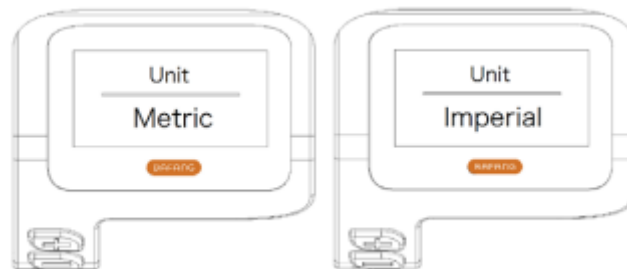 Unit
Metric
BAFANG
Unit
Imperial
BAFANG